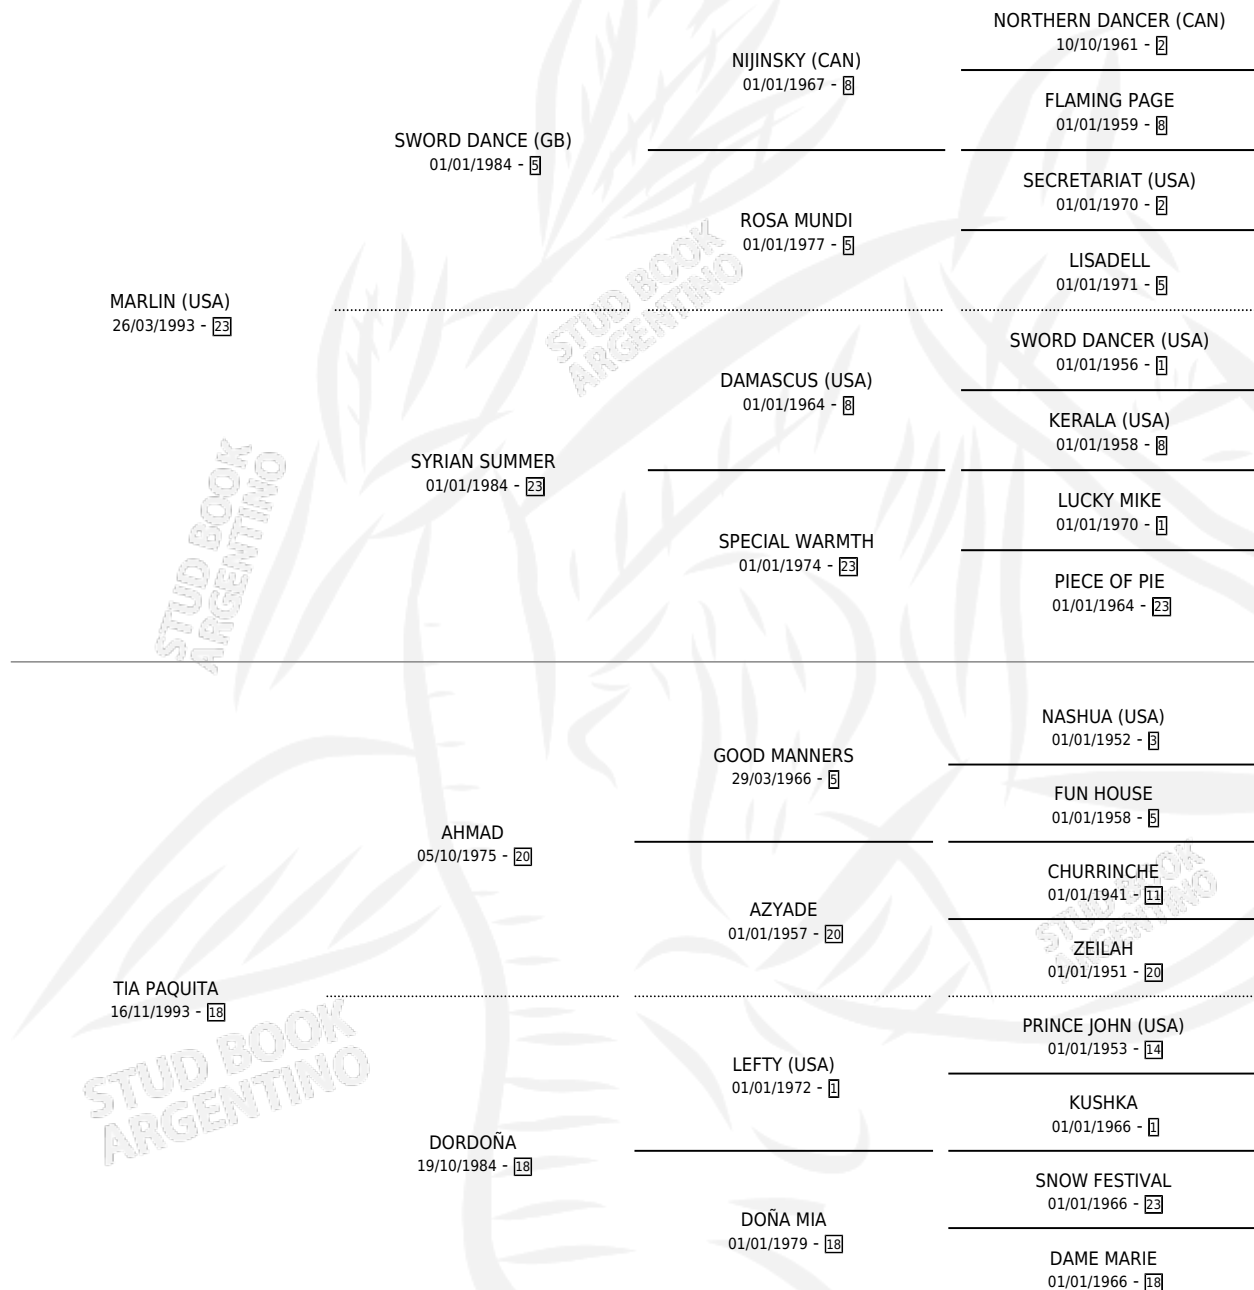 NORTHERN DANCER (CAN)
10/10/1961 - 2
NIJINSKY (CAN)
01/01/1967 - 8
FLAMING PAGE
01/01/1959 - 8
SWORD DANCE (GB)
01/01/1984 - 5
SECRETARIAT (USA)
01/01/1970 - 2
ROSA MUNDI
01/01/1977 - 5
LISADELL
01/01/1971 - 5
MARLIN (USA)
26/03/1993 - 23
SWORD DANCER (USA)
01/01/1956 - 1
DAMASCUS (USA)
01/01/1964 - 8
KERALA (USA)
01/01/1958 - 8
SYRIAN SUMMER
01/01/1984 - 23
LUCKY MIKE
01/01/1970 - 1
SPECIAL WARMTH
01/01/1974 - 23
PIECE OF PIE
01/01/1964 - 23
STUD BOOK
ARGENTINO
STUD BOOK
ARGENTINO
NASHUA (USA)
01/01/1952 - 3
GOOD MANNERS
29/03/1966 - 5
FUN HOUSE
01/01/1958 - 5
AHMAD
05/10/1975 - 20
CHURRINCHE
01/01/1941 - 11
AZYADE
01/01/1957 - 20
ZEILAH
01/01/1951 - 20
STUD BOOK
ARGENTINO
TIA PAQUITA
16/11/1993 - 18
PRINCE JOHN (USA)
01/01/1953 - 14
LEFTY (USA)
01/01/1972 - 1
KUSHKA
01/01/1966 - 1
DORDOÑA
19/10/1984 - 18
SNOW FESTIVAL
01/01/1966 - 23
DOÑA MIA
01/01/1979 - 18
DAME MARIE
01/01/1966 - 18
STUD BOOK
ARGENTINO